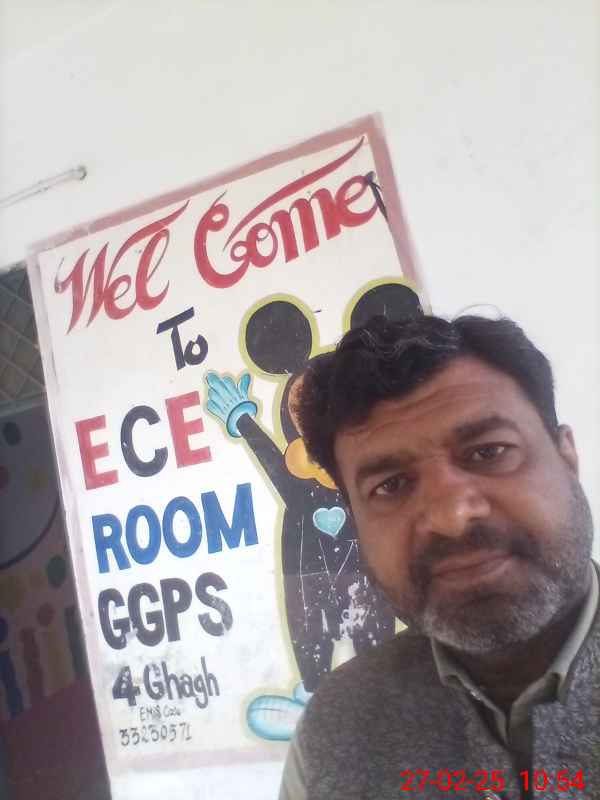 Wel Come
To
ECE
ROOM
GGPS
4 Ghagh
EMIS Code
33230571
27-02-25 10:54